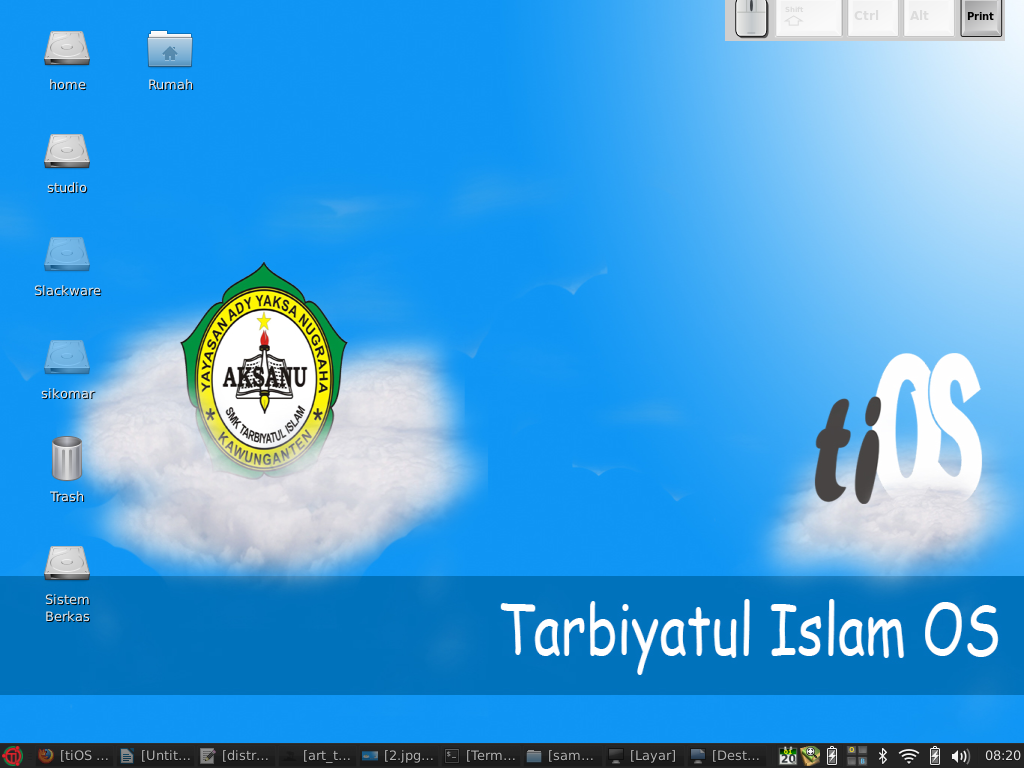 Shift
Ctrl
Alt
Print
home
Rumah
studio
Slackware
sikomar
Trash
Sistem
Berkas
YAYASAN ADY YAKSA NUGRAHA
AKSANU
SMK TARBIYATUL ISLAM
KAWUNGANTEN
tiOS
Tarbiyatul Islam OS
[tiOS ...
[Untit...
[distr...
[art_t...
[2.jpg...
[Term...
[sam...
[Layar]
[Dest...
20
08:20